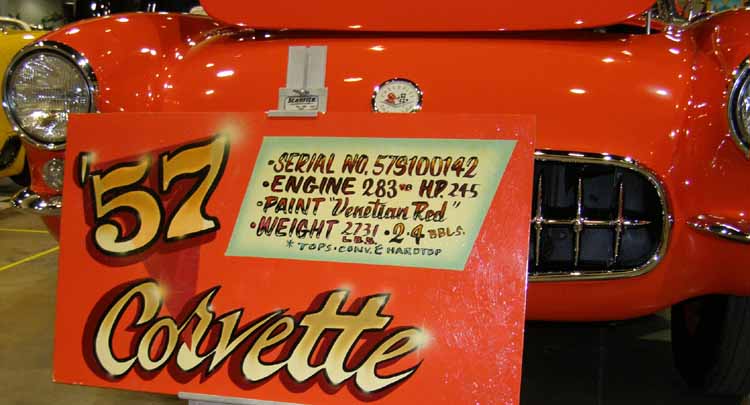 '57
Corvette
•SERIAL NO. 579100142
•ENGINE 283 V8 HP 245
•PAINT "Venetian Red"
•WEIGHT 2731 LBS. •2•4 BBLS.
*TOPS•CONV. & HARDTOP